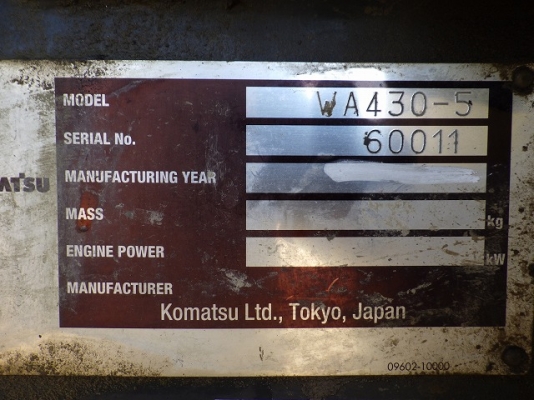 MODEL WA430-5
SERIAL No. 60011
ATSU
MANUFACTURING YEAR
MASS kg
ENGINE POWER kW
MANUFACTURER
Komatsu Ltd., Tokyo, Japan
09602-10000